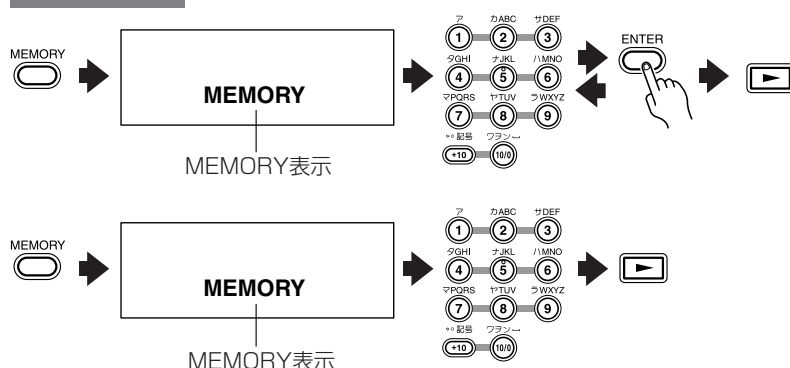 MEMORY
MEMORY
MEMORY表示
ア カABC サDEF
1 2 3
タGHI ナJKL ハMNO
4 5 6
マPQRS ヤTUV ラWXYZ
7 8 9
゛゜記号 ワヲンー
+10 10/0
ENTER
MEMORY
MEMORY
MEMORY表示
ア カABC サDEF
1 2 3
タGHI ナJKL ハMNO
4 5 6
マPQRS ヤTUV ラWXYZ
7 8 9
゛゜記号 ワヲンー
+10 10/0